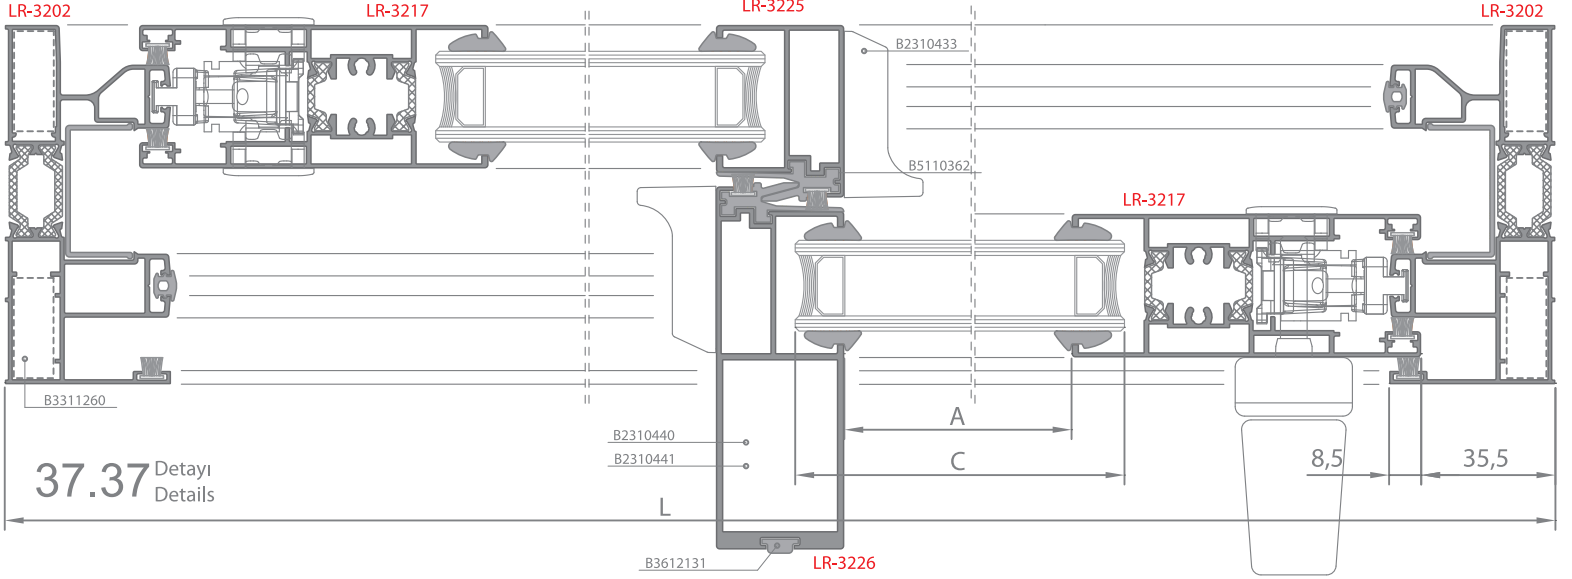 LR-3202
LR-3217
LR-3225
LR-3202
B2310433
B5110362
LR-3217
B3311260
A
B2310440
B2310441
C
8,5
35,5
37.37 Detayı
Details
L
B3612131
LR-3226